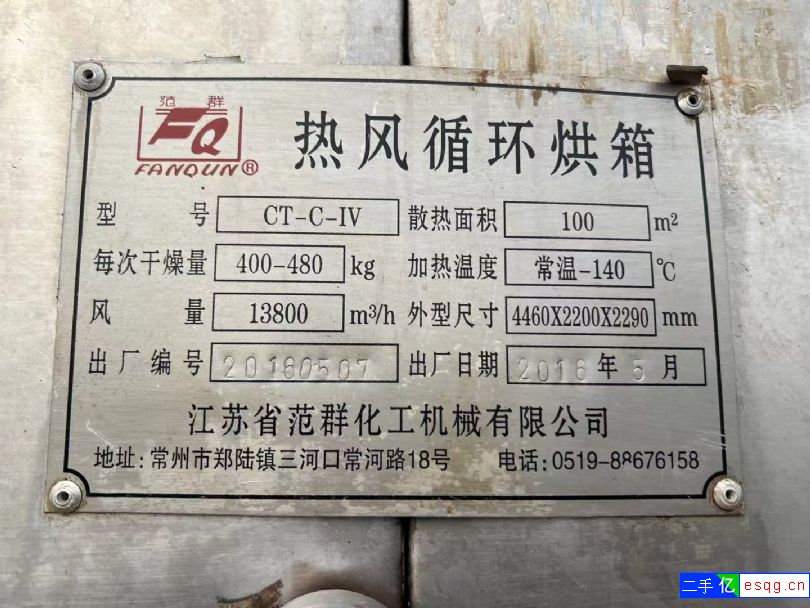 范群
FQ
FANQUN®
热风循环烘箱
型号 CT-C-IV 散热面积 100 m²
每次干燥量 400-480 kg 加热温度 常温-140 ℃
风量 13800 m³/h 外型尺寸 4460X2200X2290 mm
出厂编号 20160507 出厂日期 2016年5月
江苏省范群化工机械有限公司
地址:常州市郑陆镇三河口常河路18号 电话:0519-88676158
二手亿 esqg.cn